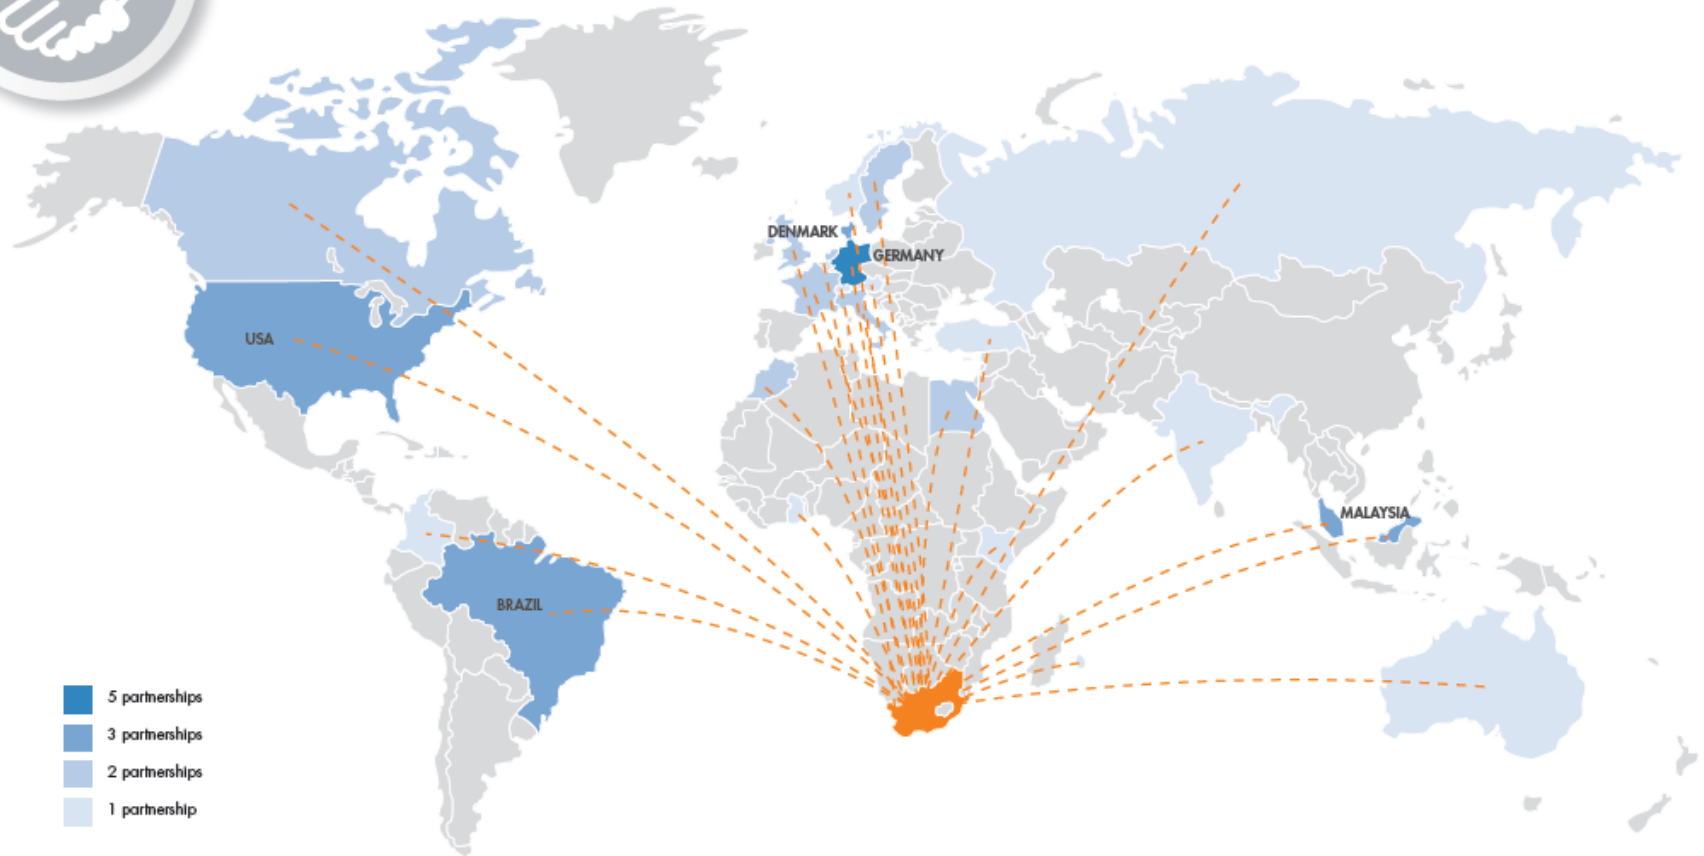 DENMARK
GERMANY
USA
MALAYSIA
BRAZIL
5 partnerships
3 partnerships
2 partnerships
1 partnership